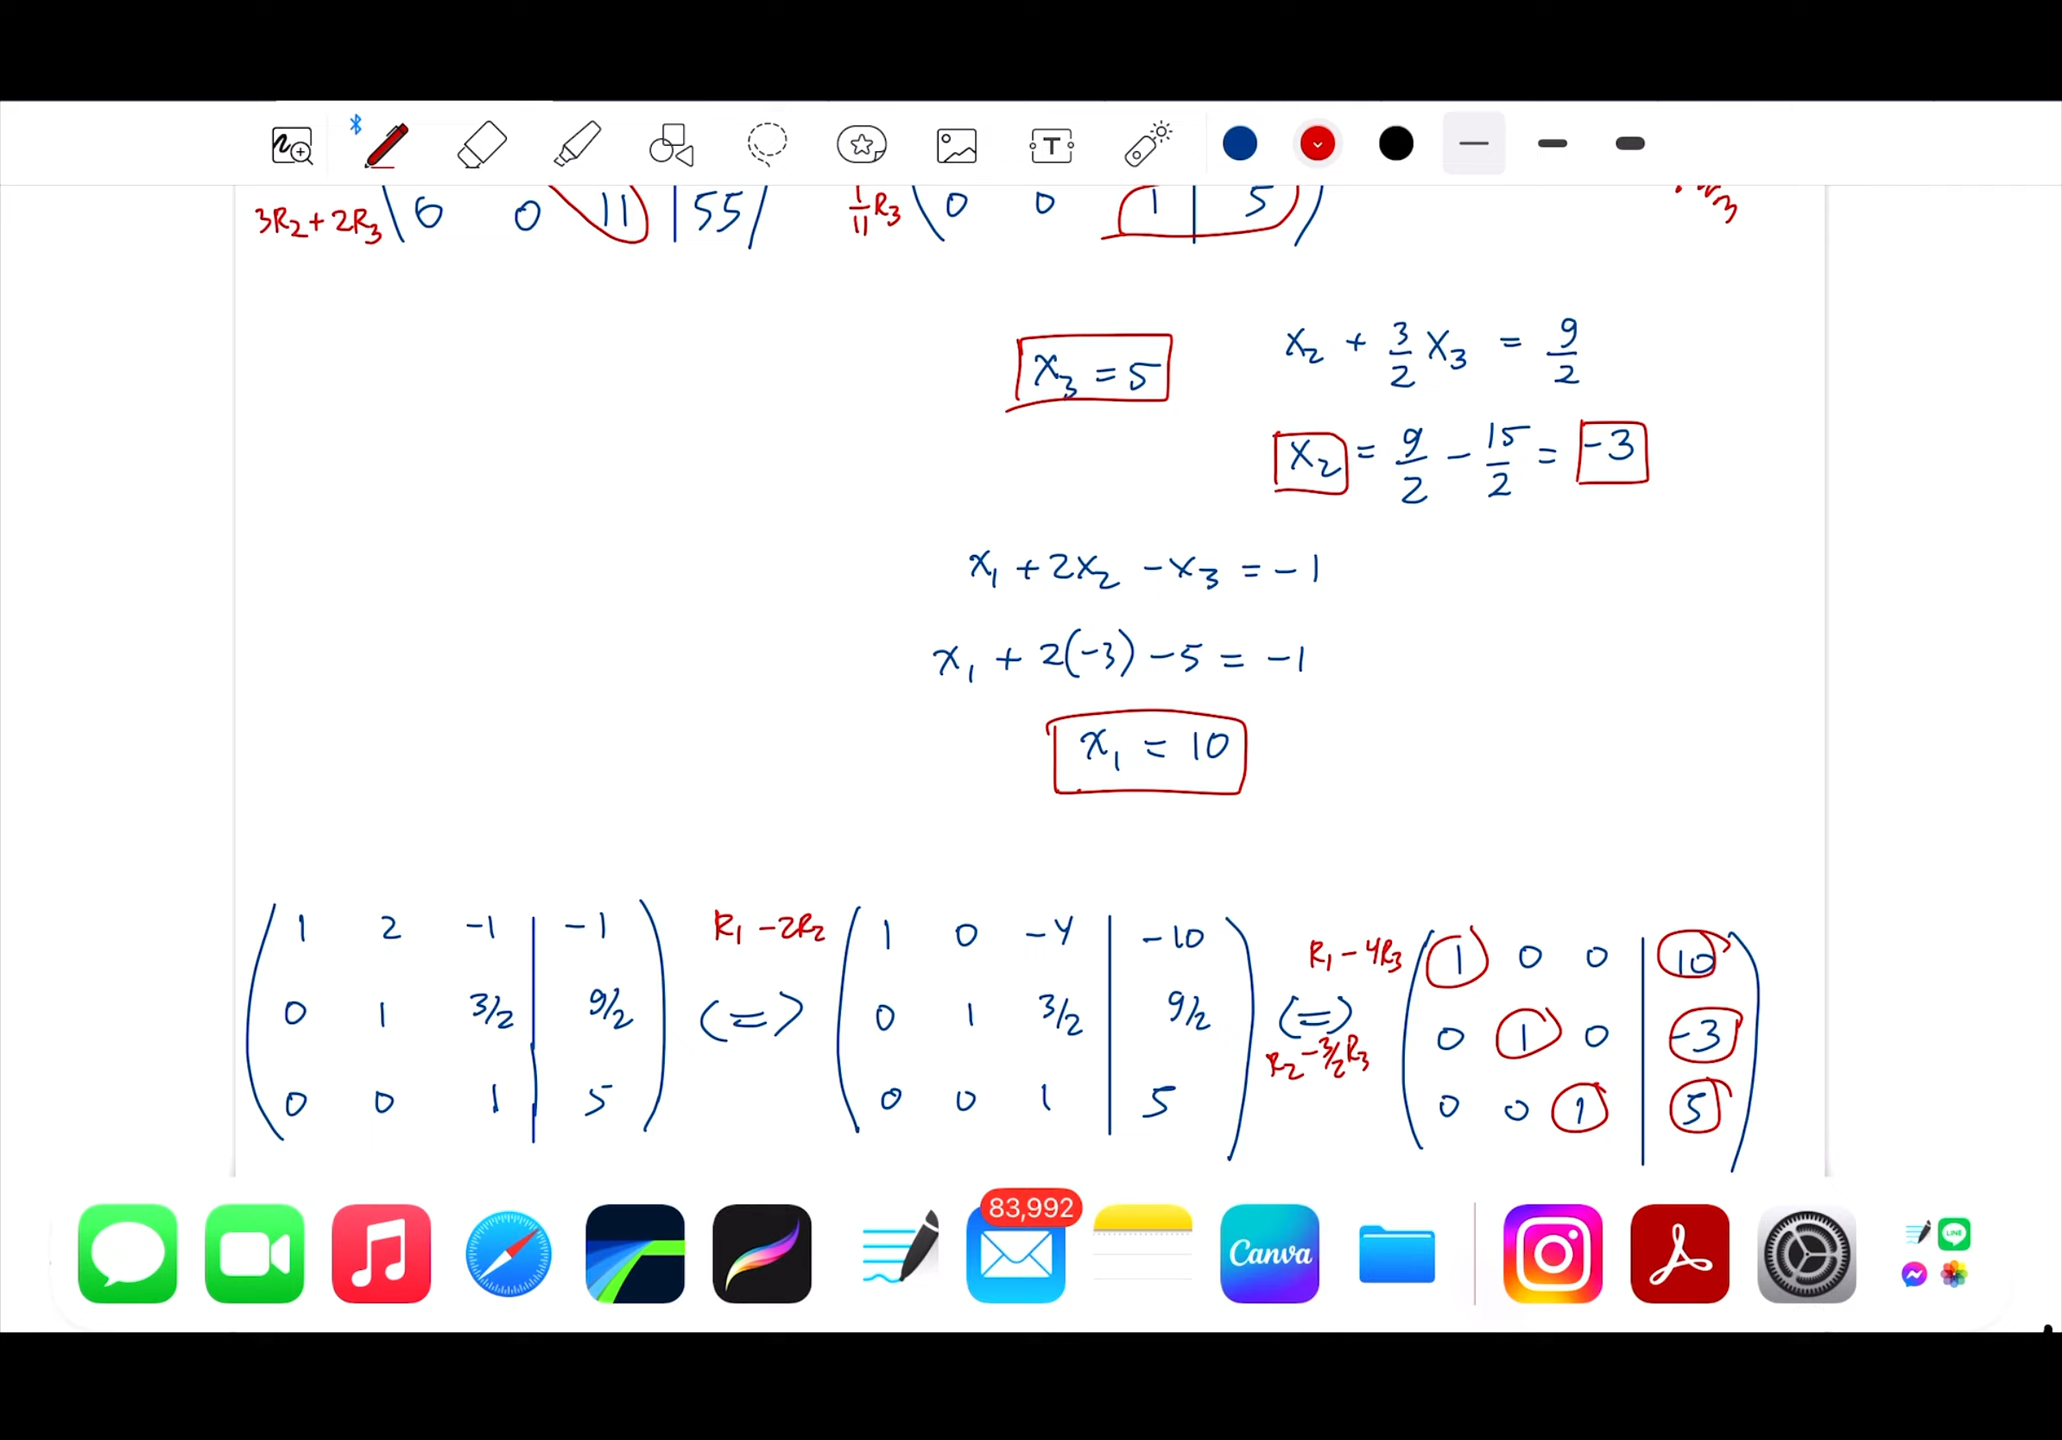 3R₂ + 2R₃ ( 0 0 11 | 55 ) 1/11 R₃ ( 0 0 1 | 5 )
x₃ = 5
x₂ + 3/2 x₃ = 9/2
x₂ = 9/2 - 15/2 = -3
x₁ + 2x₂ - x₃ = -1
x₁ + 2(-3) - 5 = -1
x₁ = 10
( 1 2 -1 | -1 ) R₁ - 2R₂ ( 1 0 -4 | -10 ) R₁ - 4R₃ ( 1 0 0 | 10 )
( 0 1 3/2 | 9/2 ) (=) ( 0 1 3/2 | 9/2 ) (=) R₂ - 3/2 R₃ ( 0 1 0 | -3 )
( 0 0 1 | 5 ) ( 0 0 1 | 5 ) ( 0 0 1 | 5 )
83,992
Canva
LINE